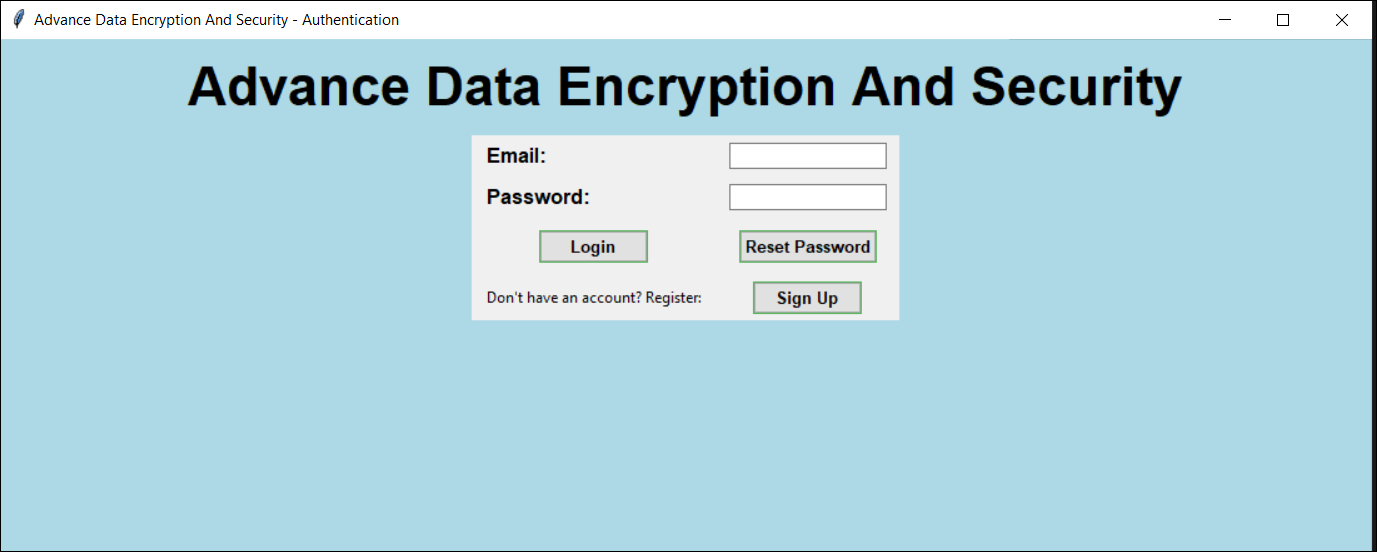 Advance Data Encryption And Security - Authentication
Advance Data Encryption And Security
Email:
Password:
Login Reset Password
Don't have an account? Register: Sign Up